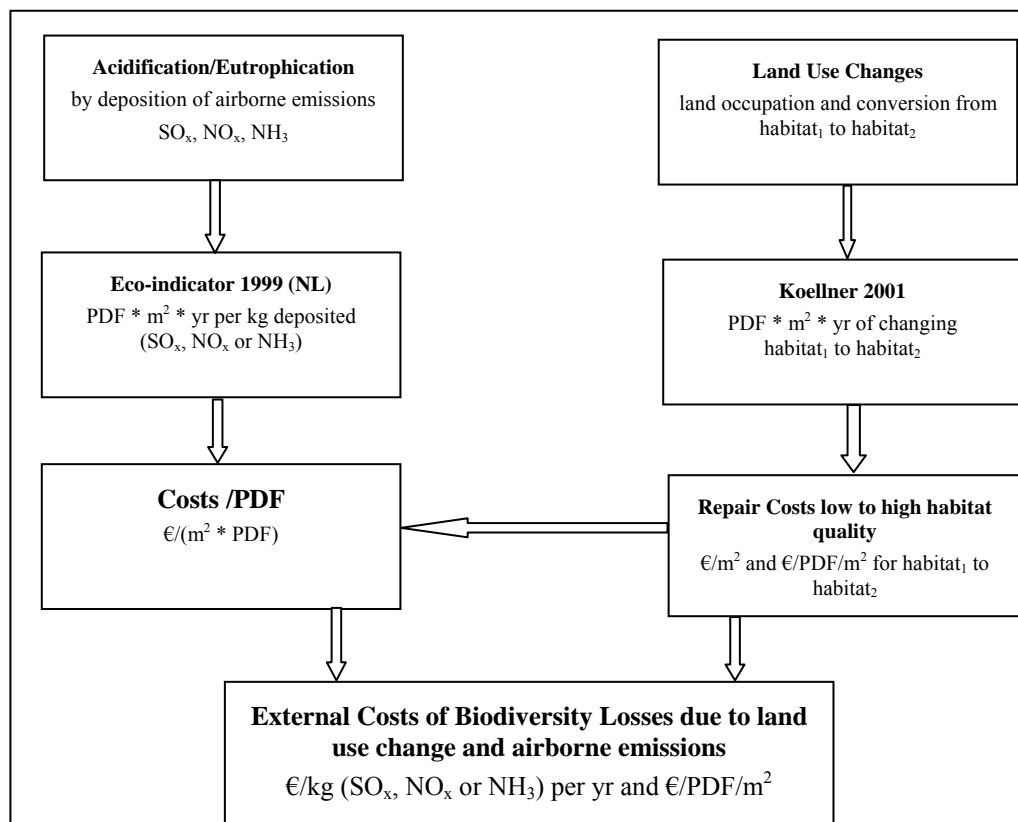 Acidification/Eutrophication
by deposition of airborne emissions
SOₓ, NOₓ, NH₃
Land Use Changes
land occupation and conversion from
habitat₁ to habitat₂
Eco-indicator 1999 (NL)
PDF * m² * yr per kg deposited
(SOₓ, NOₓ or NH₃)
Koellner 2001
PDF * m² * yr of changing
habitat₁ to habitat₂
Costs /PDF
€/(m² * PDF)
Repair Costs low to high habitat
quality
€/m² and €/PDF/m² for habitat₁ to
habitat₂
External Costs of Biodiversity Losses due to land
use change and airborne emissions
€/kg (SOₓ, NOₓ or NH₃) per yr and €/PDF/m²